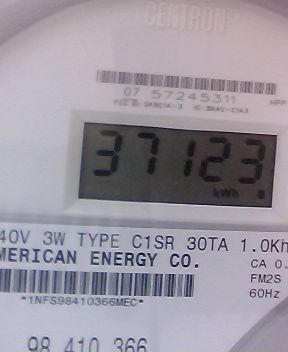 CENTRON
07 57245311
37123
kWh
40V 3W TYPE C1SR 30TA 1.0Kh
MERICAN ENERGY CO.
CA 0.
FM2S
60Hz
*1NFS98410366MEC*
98 410 366